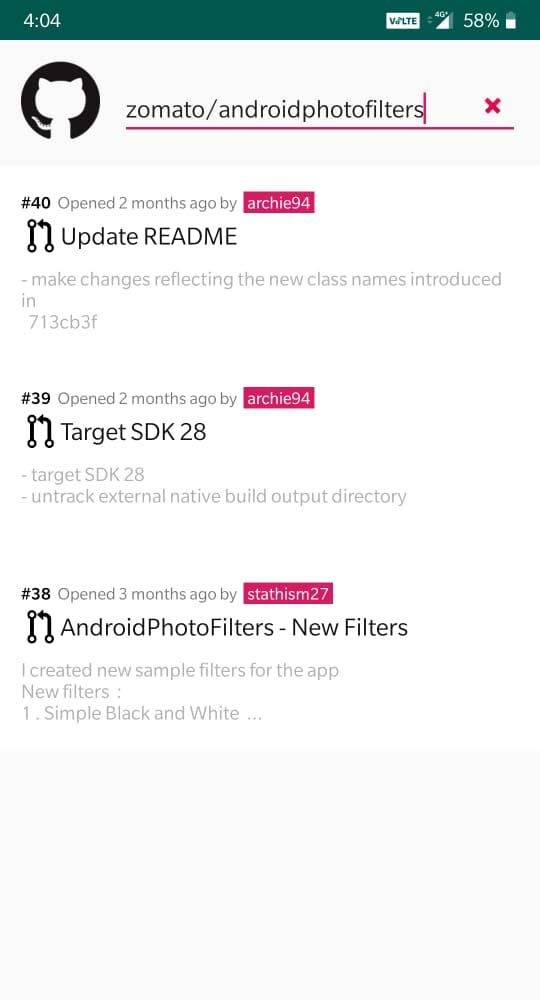 4:04
VoLTE 4G+ 58%
zomato/androidphotofilters
#40 Opened 2 months ago by archie94
Update README
- make changes reflecting the new class names introduced
in
713cb3f
#39 Opened 2 months ago by archie94
Target SDK 28
- target SDK 28
- untrack external native build output directory
#38 Opened 3 months ago by stathism27
AndroidPhotoFilters - New Filters
I created new sample filters for the app
New filters :
1 . Simple Black and White ...